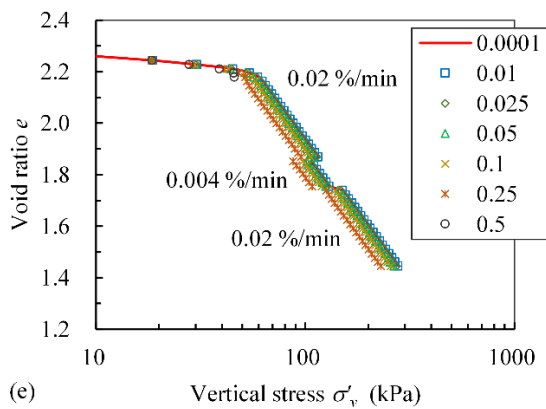 2.4
2.2
2.0
1.8
1.6
1.4
1.2
Void ratio e
0.02 %/min
0.004 %/min
0.02 %/min
0.0001
0.01
0.025
0.05
0.1
0.25
0.5
10
100
1000
(e)
Vertical stress σ′v (kPa)